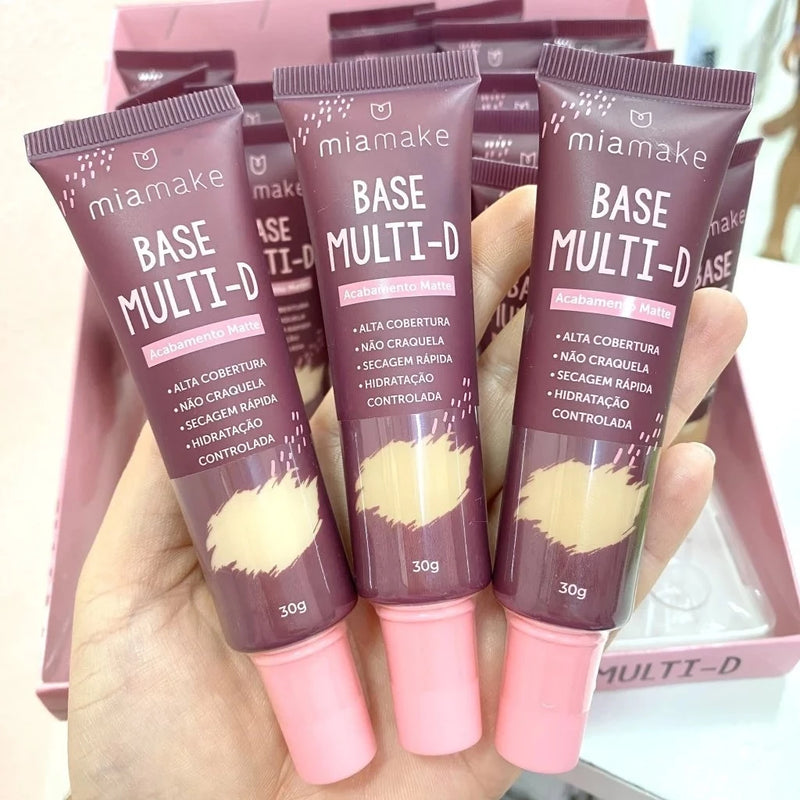 miamake
BASE
MULTI-D
Acabamento Matte
• ALTA COBERTURA
• NÃO CRAQUELA
• SECAGEM RÁPIDA
• HIDRATAÇÃO
CONTROLADA
30g
miamake
BASE
MULTI-D
Acabamento Matte
• ALTA COBERTURA
• NÃO CRAQUELA
• SECAGEM RÁPIDA
• HIDRATAÇÃO
CONTROLADA
30g
miamake
BASE
MULTI-D
Acabamento Matte
• ALTA COBERTURA
• NÃO CRAQUELA
• SECAGEM RÁPIDA
• HIDRATAÇÃO
CONTROLADA
30g
MULTI-D